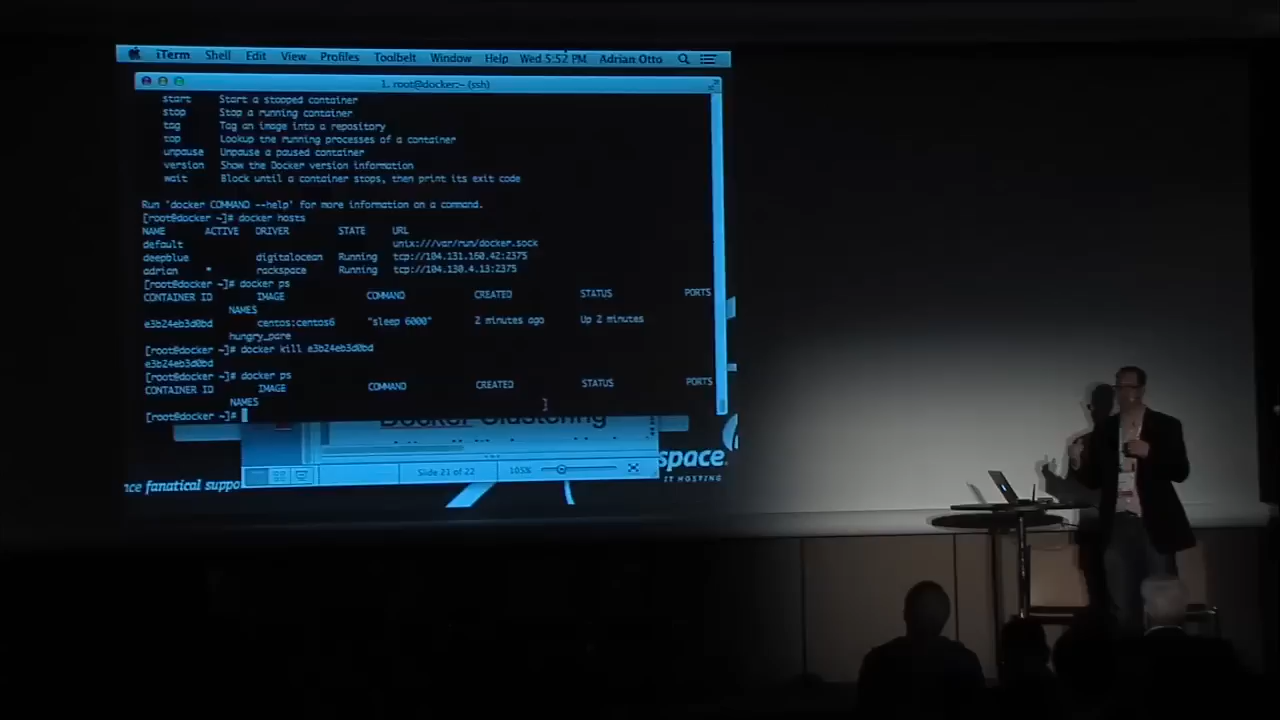 iTerm Shell Edit View Profiles Toolbelt Window Help Wed 5:52 PM Adrian Otto
1. root@docker:~ (ssh)
start Start a stopped container
stop Stop a running container
tag Tag an image into a repository
top Lookup the running processes of a container
unpause Unpause a paused container
version Show the Docker version information
wait Block until a container stops, then print its exit code
Run 'docker COMMAND --help' for more information on a command.
[root@docker ~]# docker hosts
NAME ACTIVE DRIVER STATE URL
default unix:///var/run/docker.sock
deepblue digitalocean Running tcp://104.131.160.42:2375
adrian * rackspace Running tcp://104.130.4.13:2375
[root@docker ~]# docker ps
CONTAINER ID IMAGE COMMAND CREATED STATUS PORTS
NAMES
e3b24eb3d0bd centos:centos6 "sleep 6000" 2 minutes ago Up 2 minutes
hungry_pare
[root@docker ~]# docker kill e3b24eb3d0bd
e3b24eb3d0bd
[root@docker ~]# docker ps
CONTAINER ID IMAGE COMMAND CREATED STATUS PORTS
NAMES
[root@docker ~]#
Docker Clustering
Slide 21 of 22 105%
space
IT HOSTING
nce fanatical suppo